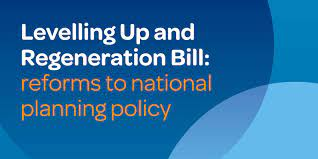 Levelling Up and
Regeneration Bill:
reforms to national
planning policy